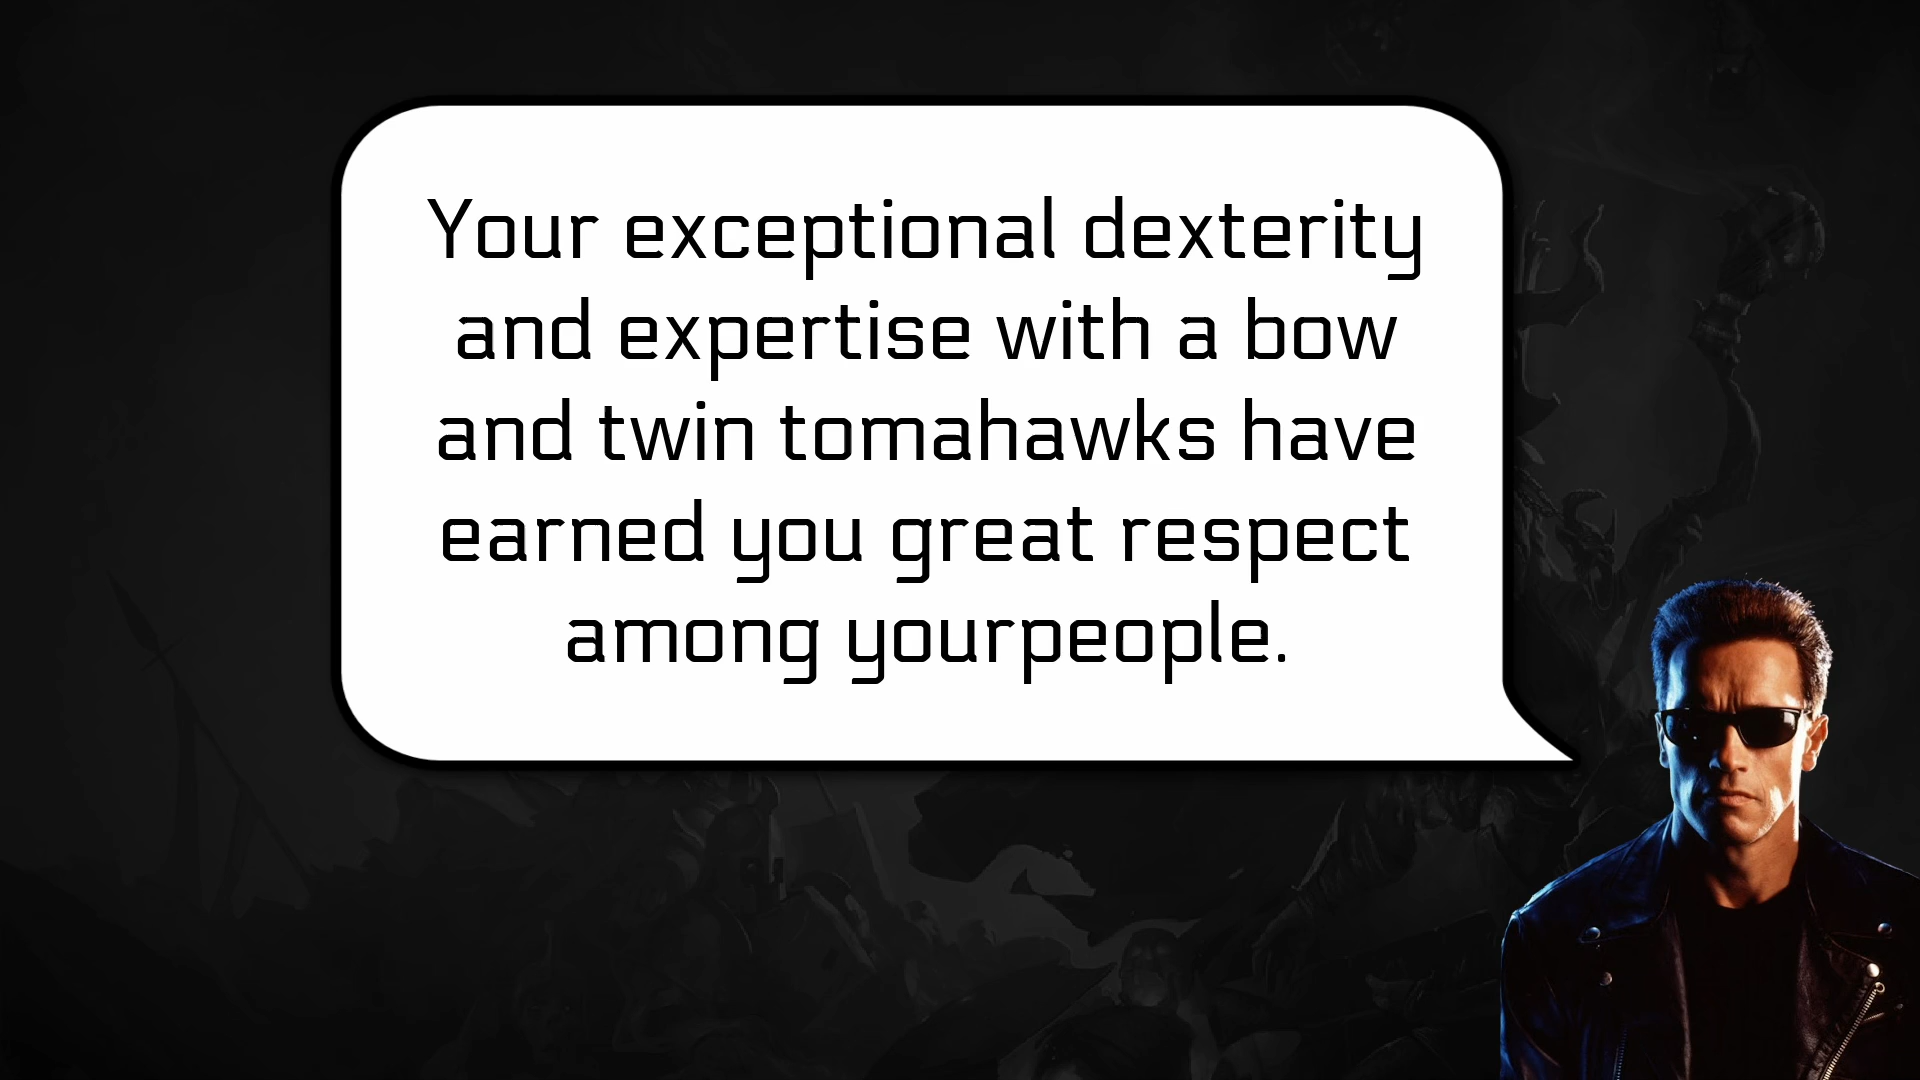 Your exceptional dexterity
and expertise with a bow
and twin tomahawks have
earned you great respect
among yourpeople.